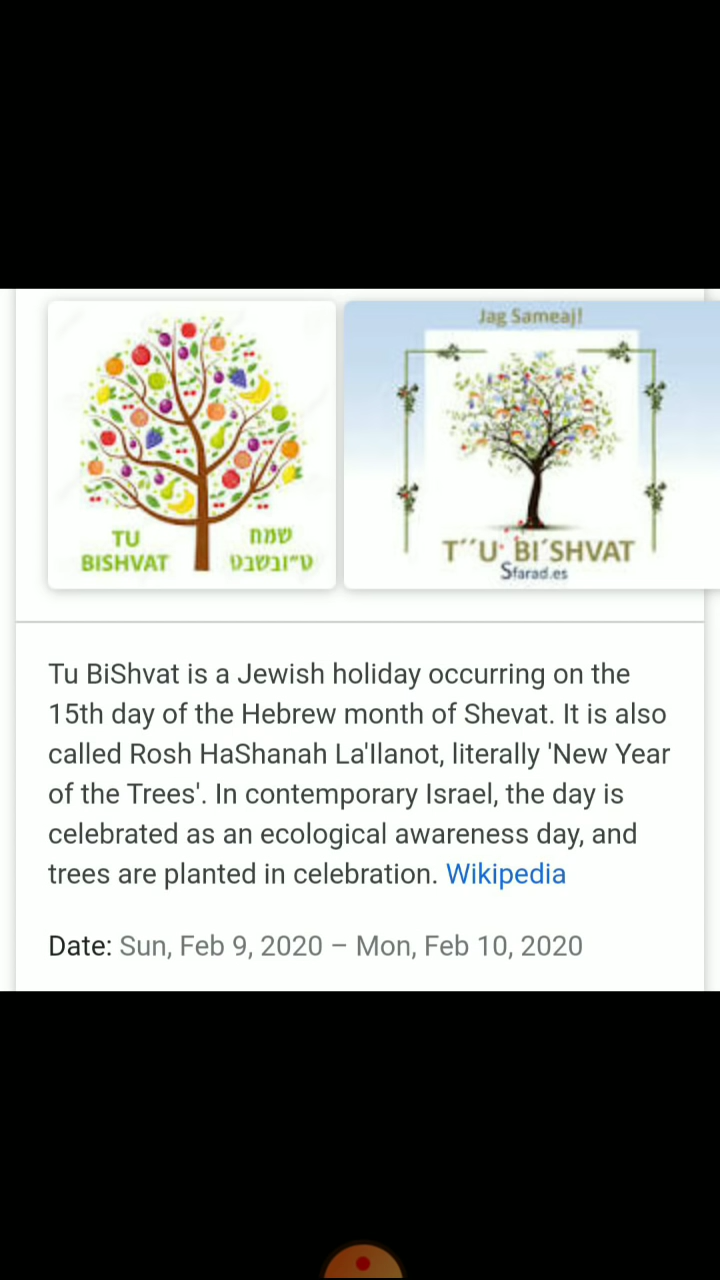 TU
BISHVAT
שמח
ט״ובשבט
Jag Sameaj!
T´´U· BI´SHVAT
Sfarad.es
Tu BiShvat is a Jewish holiday occurring on the
15th day of the Hebrew month of Shevat. It is also
called Rosh HaShanah La'Ilanot, literally 'New Year
of the Trees'. In contemporary Israel, the day is
celebrated as an ecological awareness day, and
trees are planted in celebration. Wikipedia
Date: Sun, Feb 9, 2020 – Mon, Feb 10, 2020